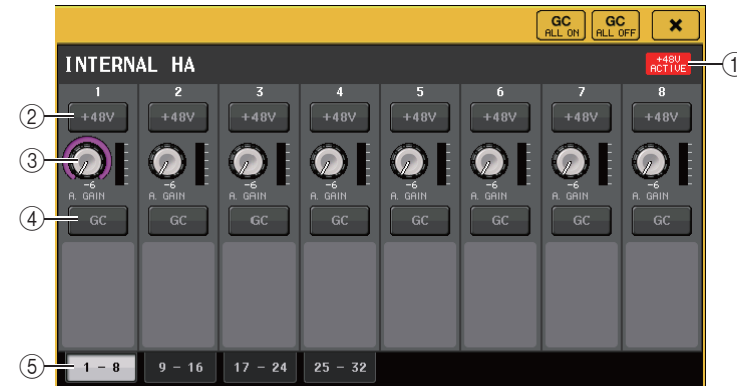 GC GC ×
ALL ON ALL OFF
INTERNAL HA +48V ACTIVE ①
1 2 3 4 5 6 7 8
② +48V +48V +48V +48V +48V +48V +48V +48V
③ -6 -6 -6 -6 -6 -6 -6 -6
A. GAIN A. GAIN A. GAIN A. GAIN A. GAIN A. GAIN A. GAIN A. GAIN
④ GC GC GC GC GC GC GC GC
⑤ 1 – 8 9 – 16 17 – 24 25 – 32